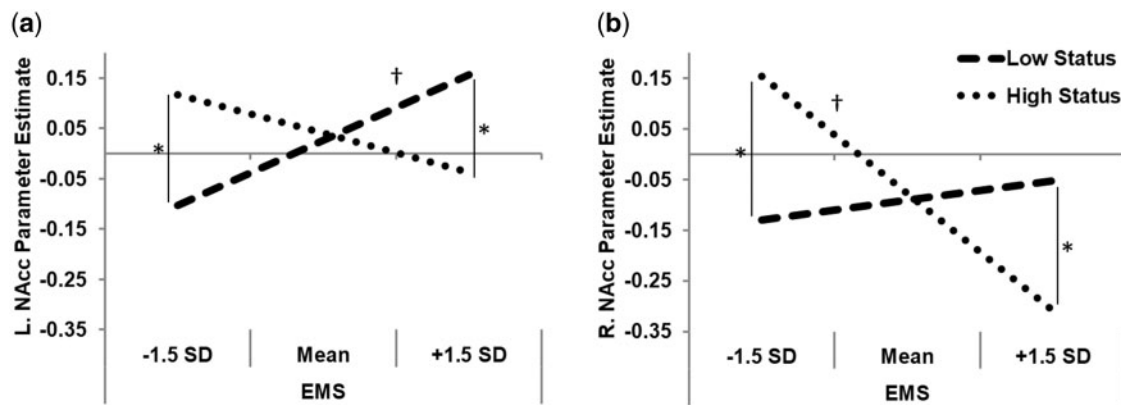 (a)
L. NAcc Parameter Estimate
0.15
0.05
-0.05
-0.15
-0.25
-0.35
*
†
*
-1.5 SD Mean +1.5 SD
EMS
(b)
R. NAcc Parameter Estimate
0.15
0.05
-0.05
-0.15
-0.25
-0.35
Low Status
High Status
*
†
*
-1.5 SD Mean +1.5 SD
EMS